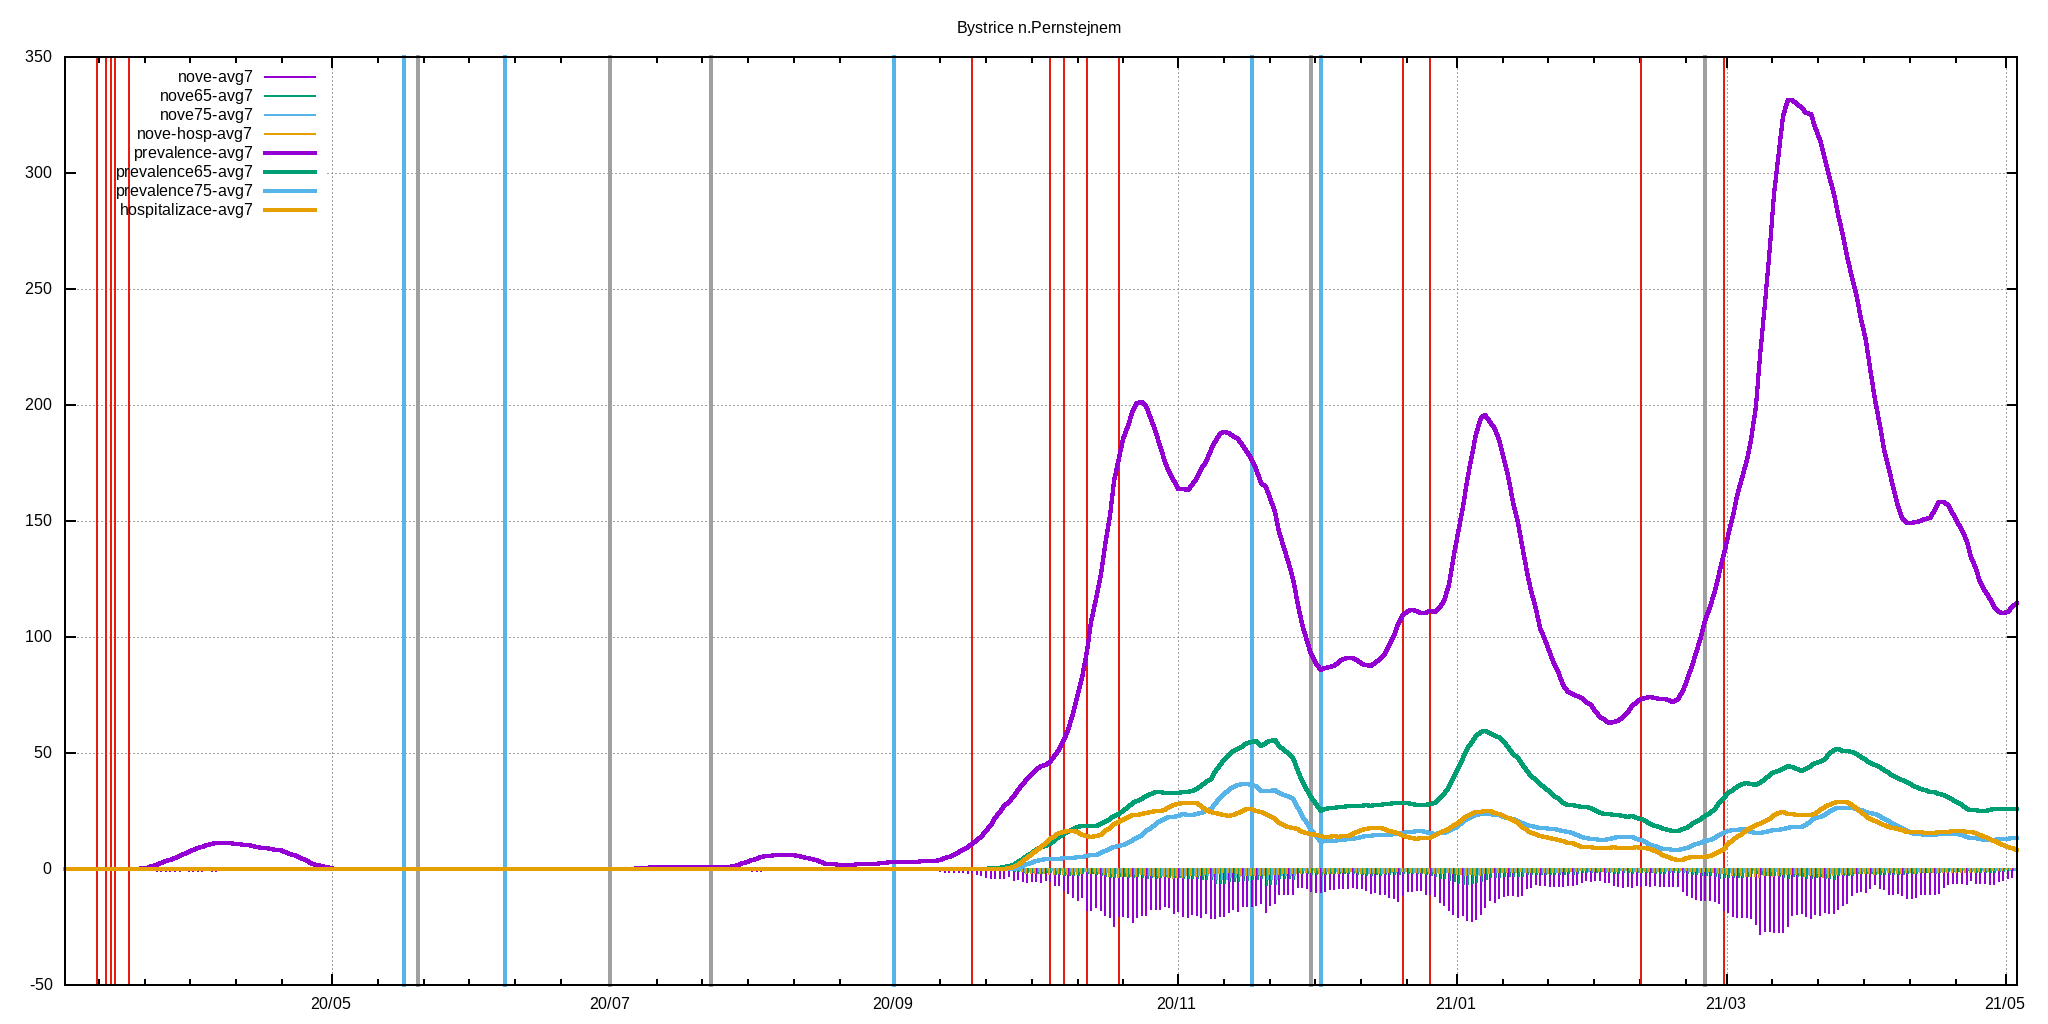 Bystrice n.Pernstejnem
350
300
250
200
150
100
50
0
-50
nove-avg7
nove65-avg7
nove75-avg7
nove-hosp-avg7
prevalence-avg7
prevalence65-avg7
prevalence75-avg7
hospitalizace-avg7
20/05 20/07 20/09 20/11 21/01 21/03 21/05